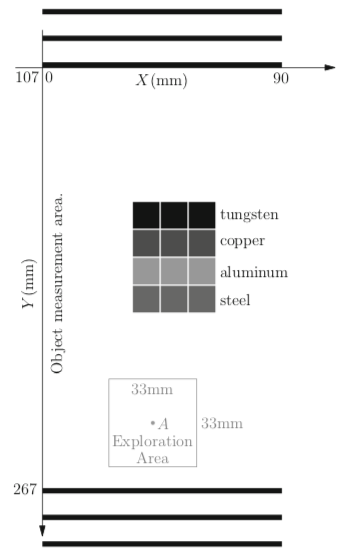 107 0
X(mm)
90
Object measurement area.
Y(mm)
tungsten
copper
aluminum
steel
33mm
A
33mm
Exploration
Area
267